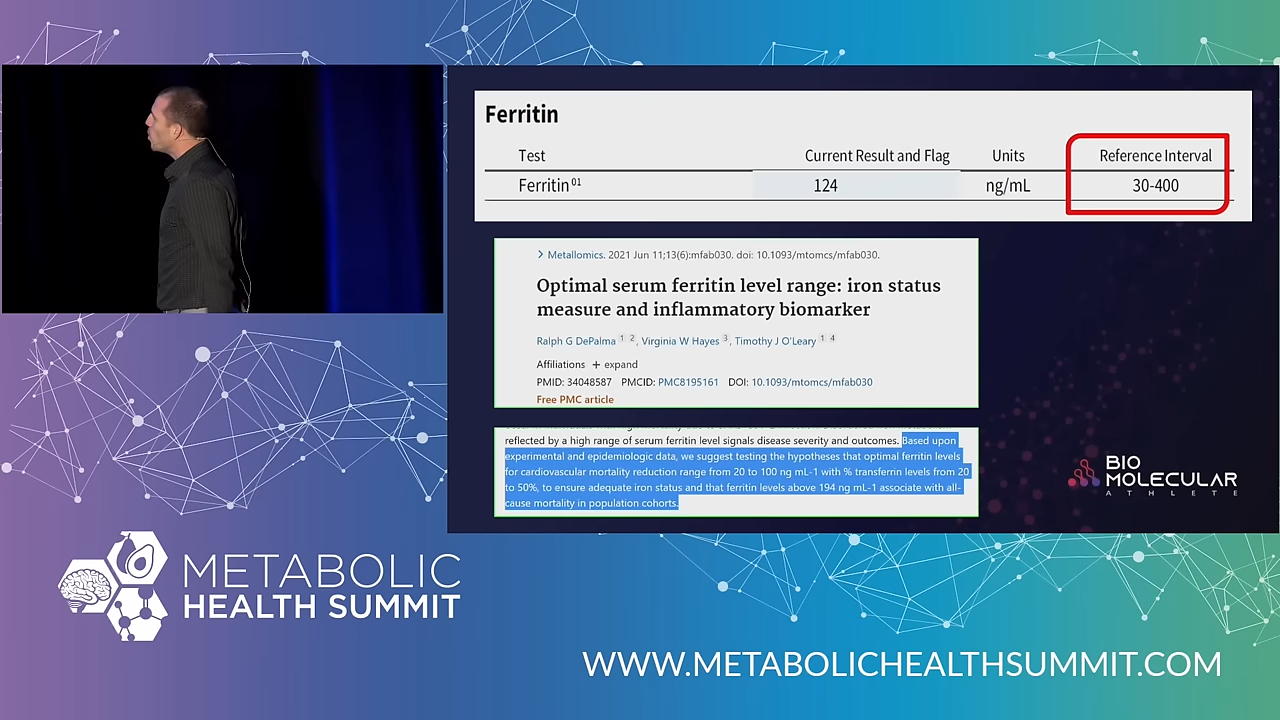 Ferritin
Test Current Result and Flag Units Reference Interval
Ferritin 01 124 ng/mL 30-400
> Metallomics. 2021 Jun 11;13(6):mfab030. doi: 10.1093/mtomcs/mfab030.
Optimal serum ferritin level range: iron status
measure and inflammatory biomarker
Ralph G DePalma 1 2, Virginia W Hayes 3, Timothy J O'Leary 1 4
Affiliations + expand
PMID: 34048587 PMCID: PMC8195161 DOI: 10.1093/mtomcs/mfab030
Free PMC article
reflected by a high range of serum ferritin level signals disease severity and outcomes. Based upon
experimental and epidemiologic data, we suggest testing the hypotheses that optimal ferritin levels
for cardiovascular mortality reduction range from 20 to 100 ng mL-1 with % transferrin levels from 20
to 50%, to ensure adequate iron status and that ferritin levels above 194 ng mL-1 associate with all-
cause mortality in population cohorts.
BIO
MOLECULAR
ATHLETE
METABOLIC
HEALTH SUMMIT
WWW.METABOLICHEALTHSUMMIT.COM